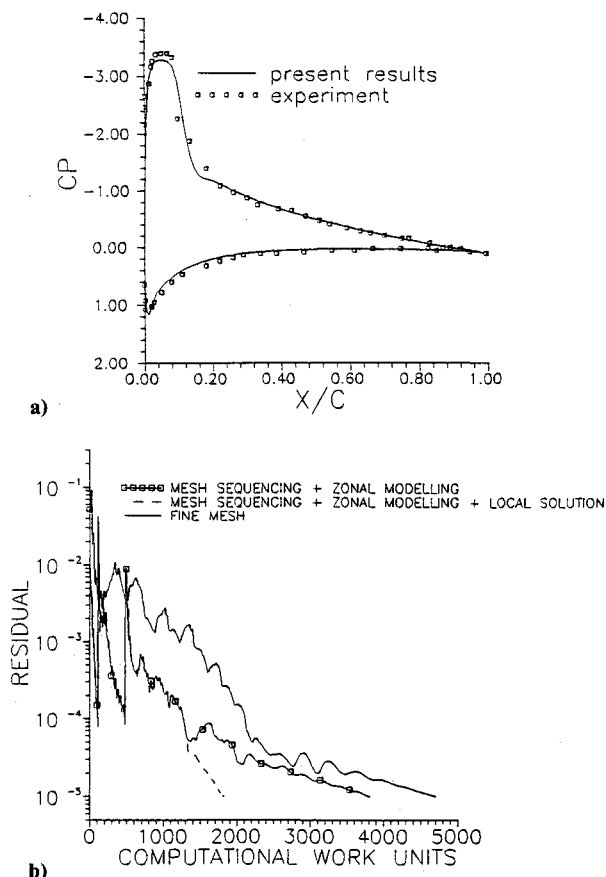 -4.00
-3.00
-2.00
-1.00
0.00
1.00
2.00
CP
present results
experiment
0.00 0.20 0.40 0.60 0.80 1.00
X/C
a)
MESH SEQUENCING + ZONAL MODELLING
MESH SEQUENCING + ZONAL MODELLING + LOCAL SOLUTION
FINE MESH
10⁻¹
10⁻²
10⁻³
10⁻⁴
10⁻⁵
RESIDUAL
0 1000 2000 3000 4000 5000
COMPUTATIONAL WORK UNITS
b)